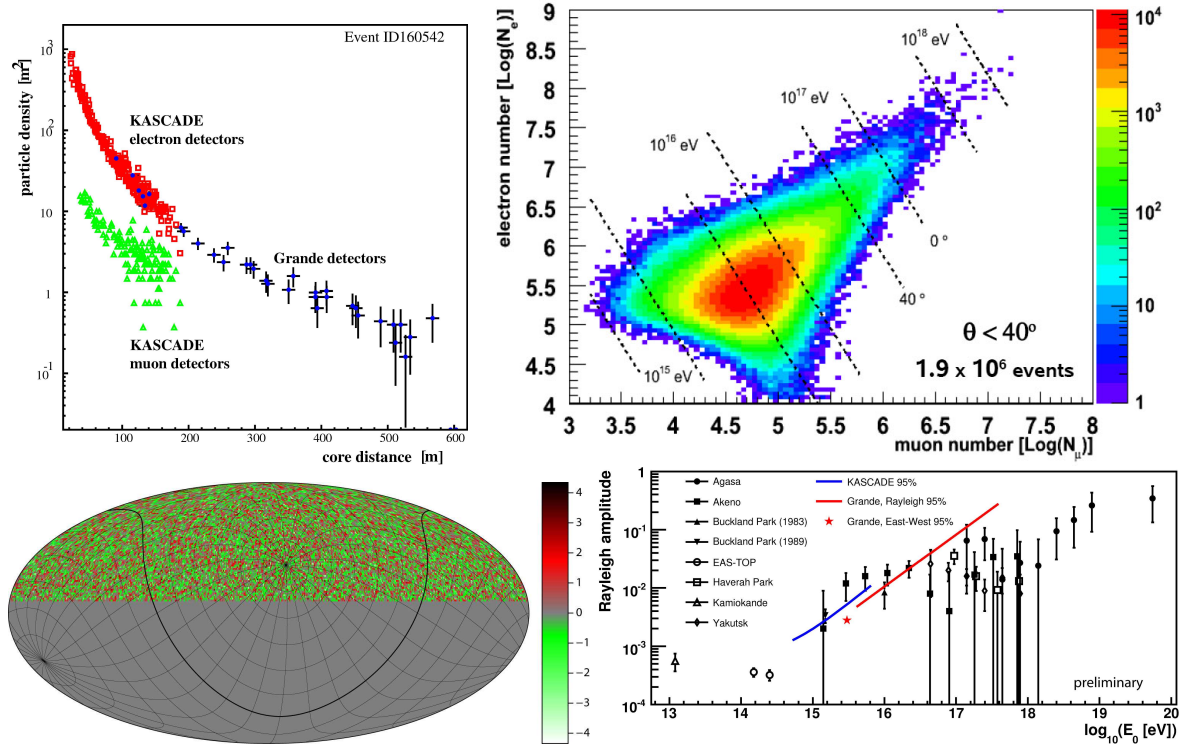 Event ID160542
particle density [m²]
10³
10²
10
1
10⁻¹
KASCADE
electron detectors
Grande detectors
KASCADE
muon detectors
100 200 300 400 500 600
core distance [m]
electron number [Log(Nₑ)]
9
8.5
8
7.5
7
6.5
6
5.5
5
4.5
4
10¹⁸ eV
10¹⁷ eV
10¹⁶ eV
10¹⁵ eV
0 °
40 °
θ < 40º
1.9 x 10⁶ events
3 3.5 4 4.5 5 5.5 6 6.5 7 7.5 8
muon number [Log(N_μ)]
10⁴
10³
10²
10
1
4
3
2
1
0
−1
−2
−3
−4
Rayleigh amplitude
1
10⁻¹
10⁻²
10⁻³
10⁻⁴
Agasa
Akeno
Buckland Park (1983)
Buckland Park (1989)
EAS-TOP
Haverah Park
Kamiokande
Yakutsk
KASCADE 95%
Grande, Rayleigh 95%
Grande, East-West 95%
preliminary
13 14 15 16 17 18 19 20
log₁₀(E₀ [eV])